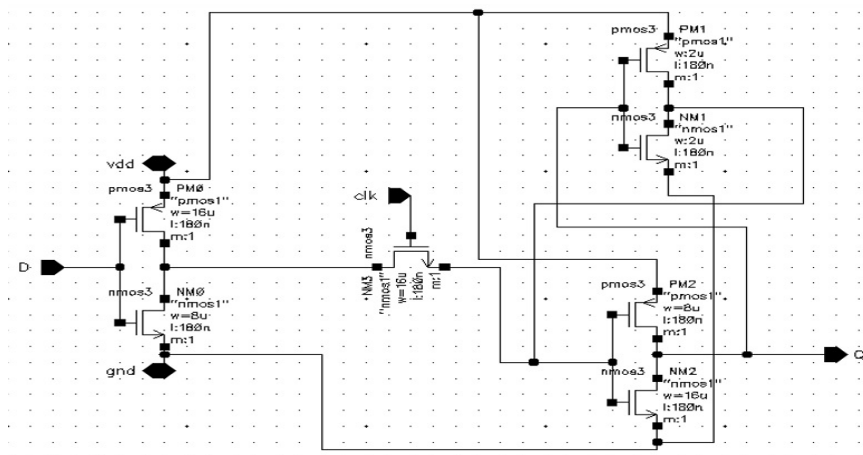 pmos3 PM1
"pmos1"
w:2u
l:180n
m:1
nmos3 NM1
"nmos1"
w:2u
l:180n
m:1
vdd
pmos3 PM0
"pmos1"
w=16u
l:180n
m:1
clk
D
nmos3
NM3
"nmos1"
w=16u
l:180n
m:1
nmos3 NM0
"nmos1"
w=8u
l:180n
m:1
gnd
pmos3 PM2
"pmos1"
w=8u
l:180n
m:1
Q
nmos3 NM2
"nmos1"
w=16u
l:180n
m:1